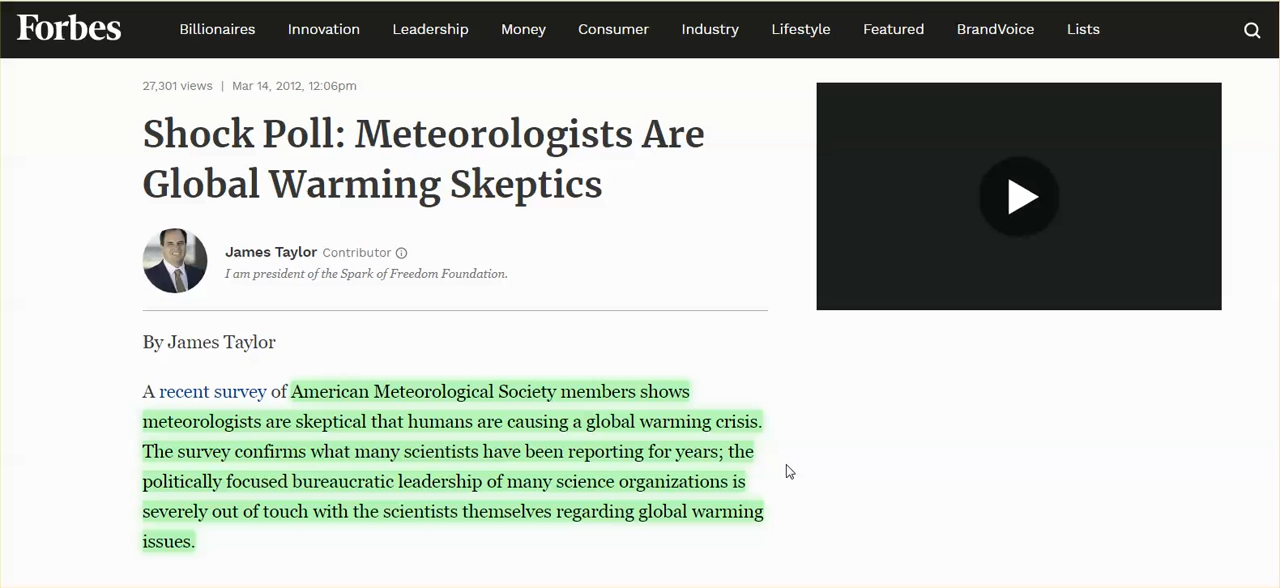 Forbes Billionaires Innovation Leadership Money Consumer Industry Lifestyle Featured BrandVoice Lists
27,301 views | Mar 14, 2012, 12:06pm
Shock Poll: Meteorologists Are
Global Warming Skeptics
James Taylor Contributor
I am president of the Spark of Freedom Foundation.
By James Taylor
A recent survey of American Meteorological Society members shows
meteorologists are skeptical that humans are causing a global warming crisis.
The survey confirms what many scientists have been reporting for years; the
politically focused bureaucratic leadership of many science organizations is
severely out of touch with the scientists themselves regarding global warming
issues.